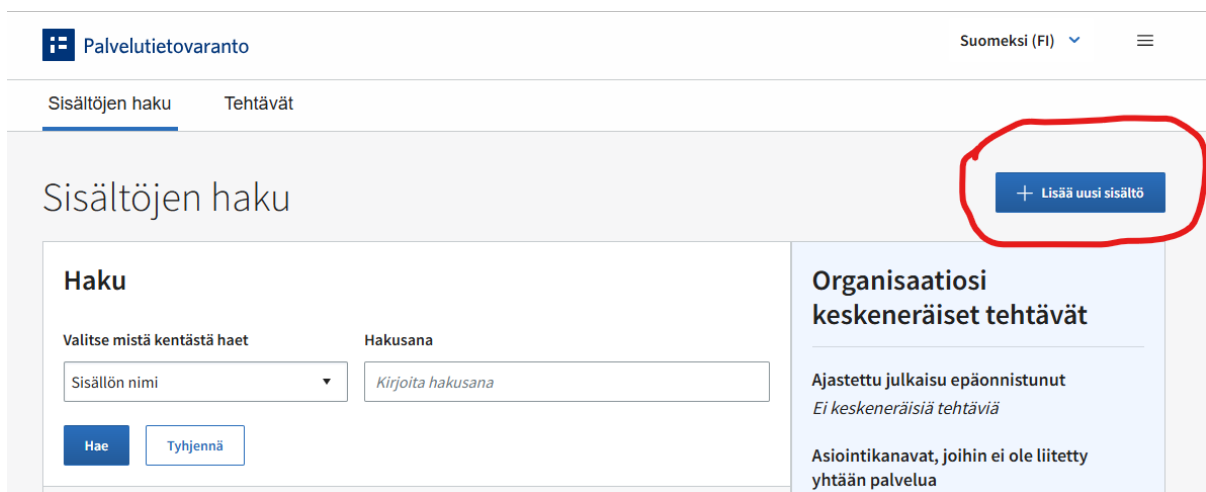 Palvelutietovaranto
Suomeksi (FI)
Sisältöjen haku
Tehtävät
Sisältöjen haku
+ Lisää uusi sisältö
Haku
Valitse mistä kentästä haet
Hakusana
Sisällön nimi
Kirjoita hakusana
Hae
Tyhjennä
Organisaatiosi
keskeneräiset tehtävät
Ajastettu julkaisu epäonnistunut
Ei keskeneräisiä tehtäviä
Asiointikanavat, joihin ei ole liitetty
yhtään palvelua